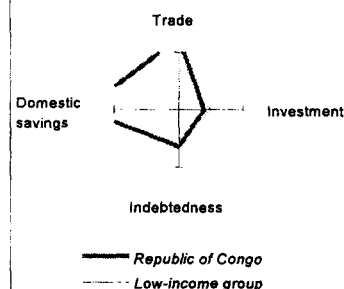 Trade
Domestic
savings
Investment
Indebtedness
Republic of Congo
Low-income group